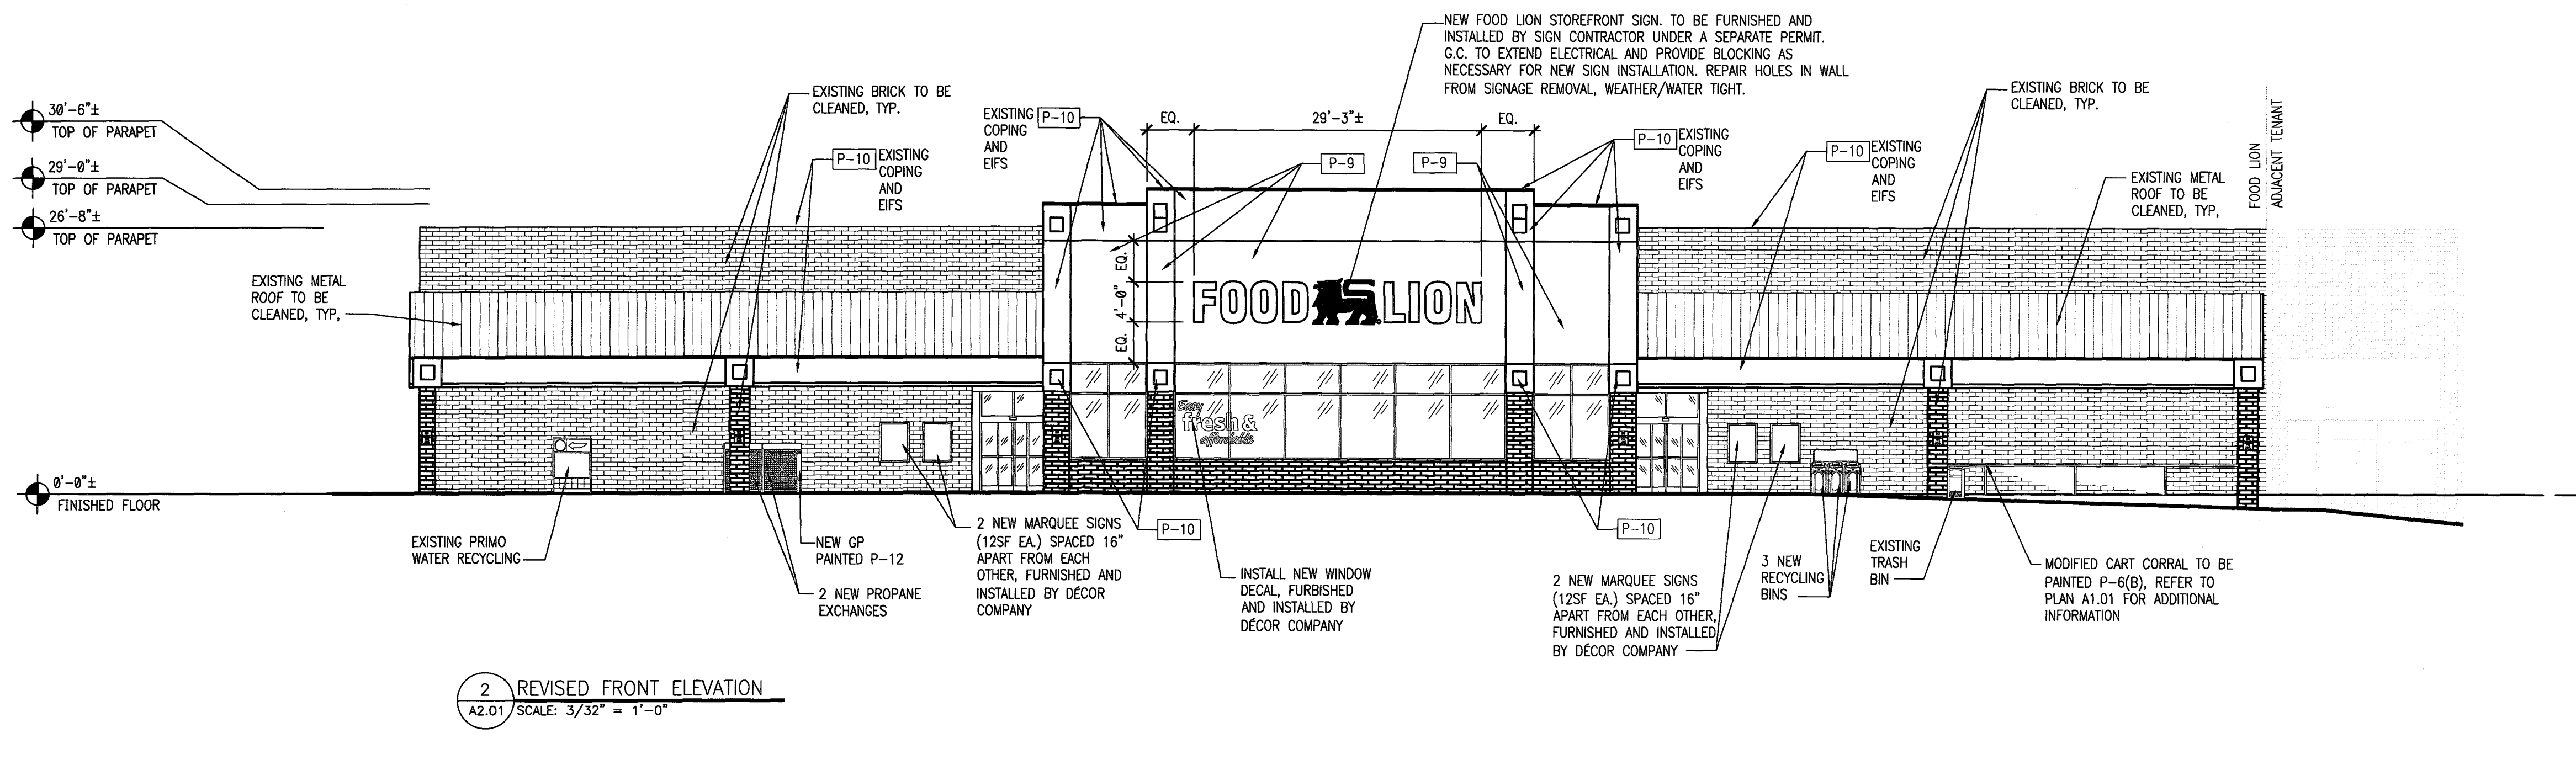 NEW FOOD LION STOREFRONT SIGN. TO BE FURNISHED AND
INSTALLED BY SIGN CONTRACTOR UNDER A SEPARATE PERMIT.
G.C. TO EXTEND ELECTRICAL AND PROVIDE BLOCKING AS
NECESSARY FOR NEW SIGN INSTALLATION. REPAIR HOLES IN WALL
FROM SIGNAGE REMOVAL, WEATHER/WATER TIGHT.
30'-6"±
TOP OF PARAPET
29'-0"±
TOP OF PARAPET
26'-8"±
TOP OF PARAPET
EXISTING BRICK TO BE
CLEANED, TYP.
P-10 EXISTING
COPING
AND
EIFS
EXISTING P-10
COPING
AND
EIFS
EQ.
29'-3"±
EQ.
P-9
P-9
P-10 EXISTING
COPING
AND
EIFS
P-10 EXISTING
COPING
AND
EIFS
EXISTING BRICK TO BE
CLEANED, TYP.
EXISTING METAL
ROOF TO BE
CLEANED, TYP,
FOOD LION
ADJACENT TENANT
EXISTING METAL
ROOF TO BE
CLEANED, TYP,
EQ.
4'-0"
EQ.
FOOD LION
Easy
fresh &
affordable
0'-0"±
FINISHED FLOOR
EXISTING PRIMO
WATER RECYCLING
NEW GP
PAINTED P-12
2 NEW PROPANE
EXCHANGES
2 NEW MARQUEE SIGNS
(12SF EA.) SPACED 16"
APART FROM EACH
OTHER, FURNISHED AND
INSTALLED BY DÉCOR
COMPANY
P-10
INSTALL NEW WINDOW
DECAL, FURBISHED
AND INSTALLED BY
DÉCOR COMPANY
P-10
2 NEW MARQUEE SIGNS
(12SF EA.) SPACED 16"
APART FROM EACH OTHER,
FURNISHED AND INSTALLED
BY DÉCOR COMPANY
3 NEW
RECYCLING
BINS
EXISTING
TRASH
BIN
MODIFIED CART CORRAL TO BE
PAINTED P-6(B), REFER TO
PLAN A1.01 FOR ADDITIONAL
INFORMATION
2
A2.01
REVISED FRONT ELEVATION
SCALE: 3/32" = 1'-0"